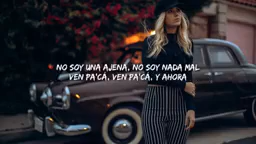 NO SOY UNA AJENA, NO SOY NADA MAL
VEN PA'CÁ, VEN PA'CÁ, Y AHORA